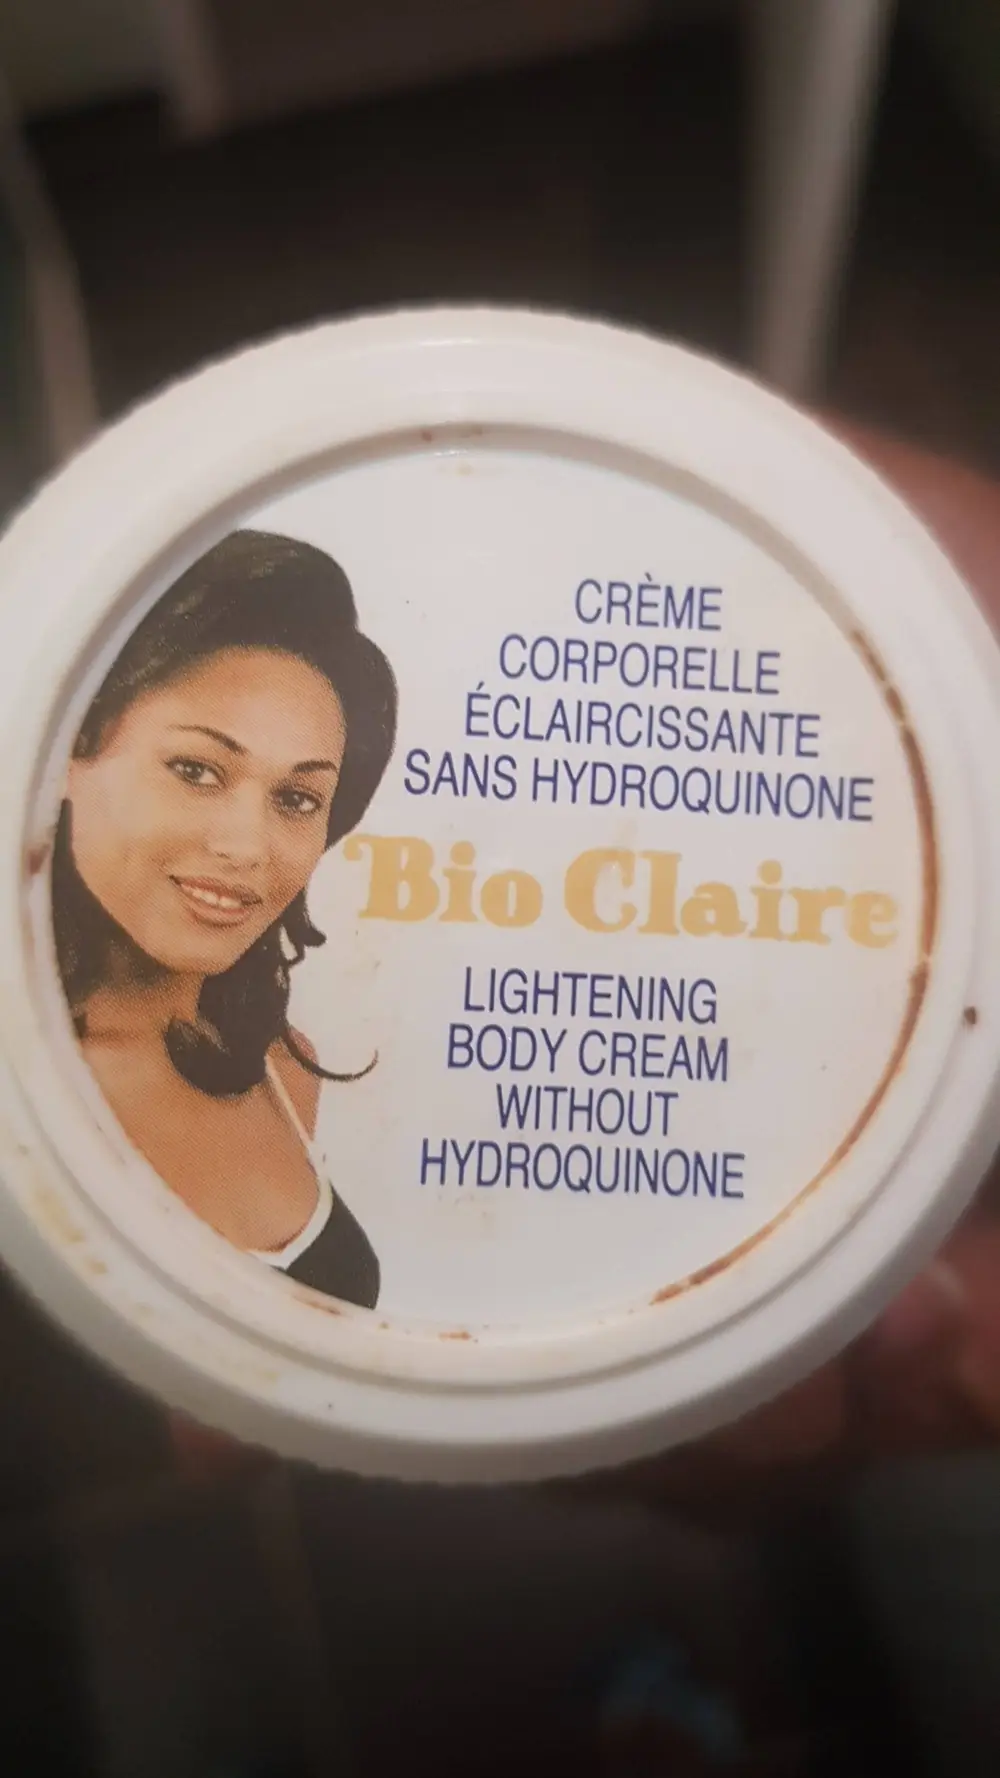 CRÈME
CORPORELLE
ÉCLAIRCISSANTE
SANS HYDROQUINONE
Bio Claire
LIGHTENING
BODY CREAM
WITHOUT
HYDROQUINONE